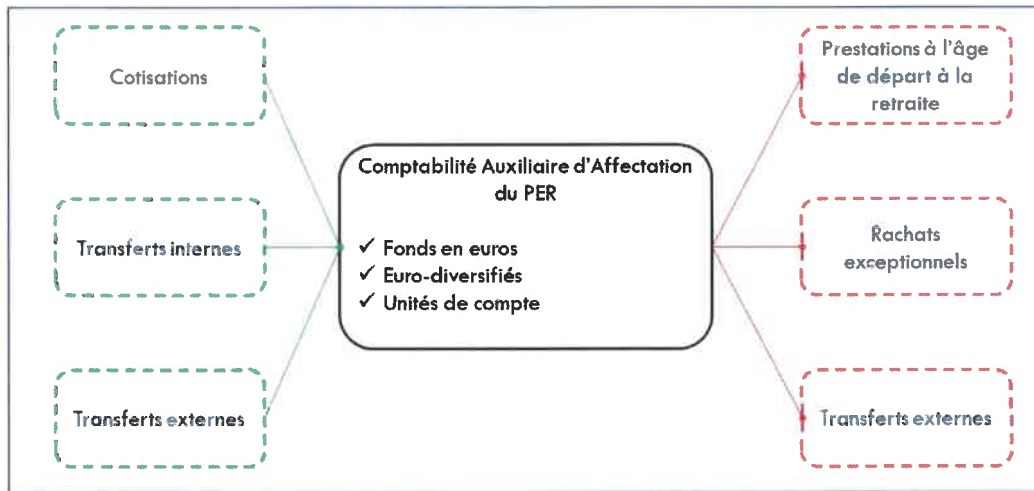 Cotisations
Transferts internes
Transferts externes
Comptabilité Auxiliaire d'Affectation
du PER
✓ Fonds en euros
✓ Euro-diversifiés
✓ Unités de compte
Prestations à l'âge
de départ à la
retraite
Rachats
exceptionnels
Transferts externes